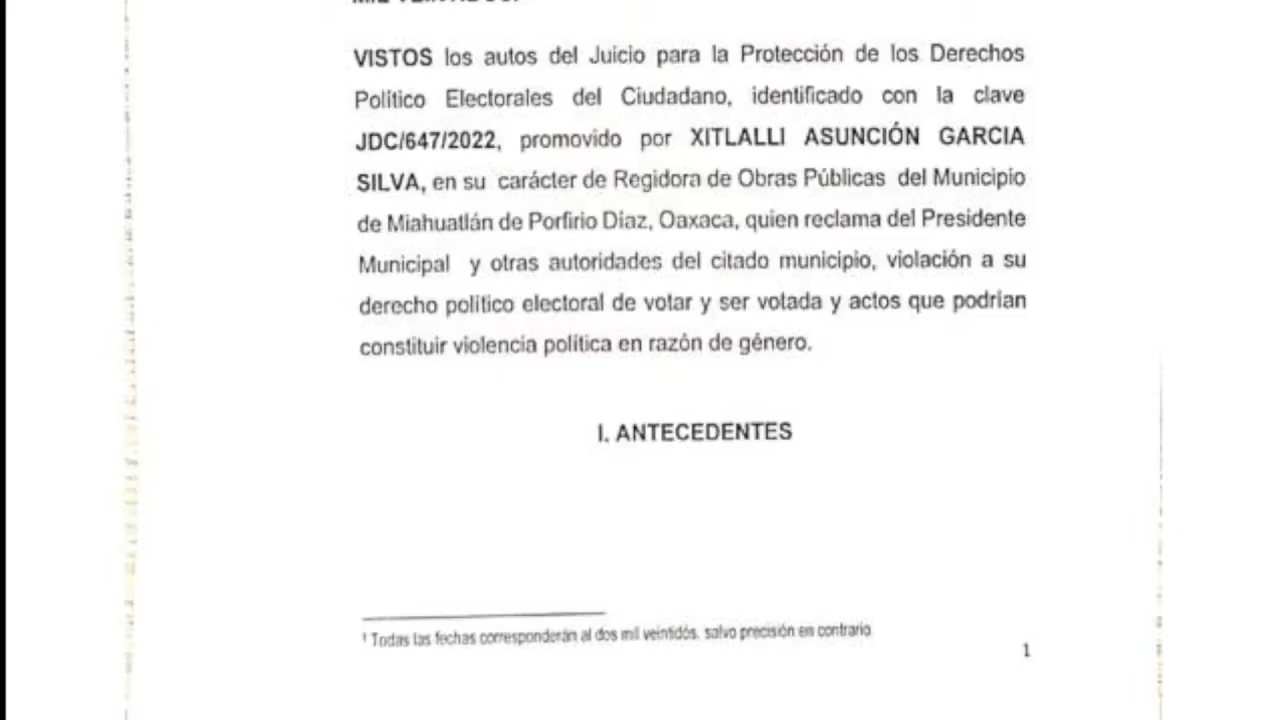 VISTOS los autos del Juicio para la Protección de los Derechos
Político Electorales del Ciudadano, identificado con la clave
JDC/647/2022, promovido por XITLALLI ASUNCIÓN GARCIA
SILVA, en su carácter de Regidora de Obras Públicas del Municipio
de Miahuatlán de Porfirio Díaz, Oaxaca, quien reclama del Presidente
Municipal y otras autoridades del citado municipio, violación a su
derecho político electoral de votar y ser votada y actos que podrían
constituir violencia política en razón de género.
I. ANTECEDENTES
¹ Todas las fechas corresponderán al dos mil veintidós, salvo precisión en contrario
1